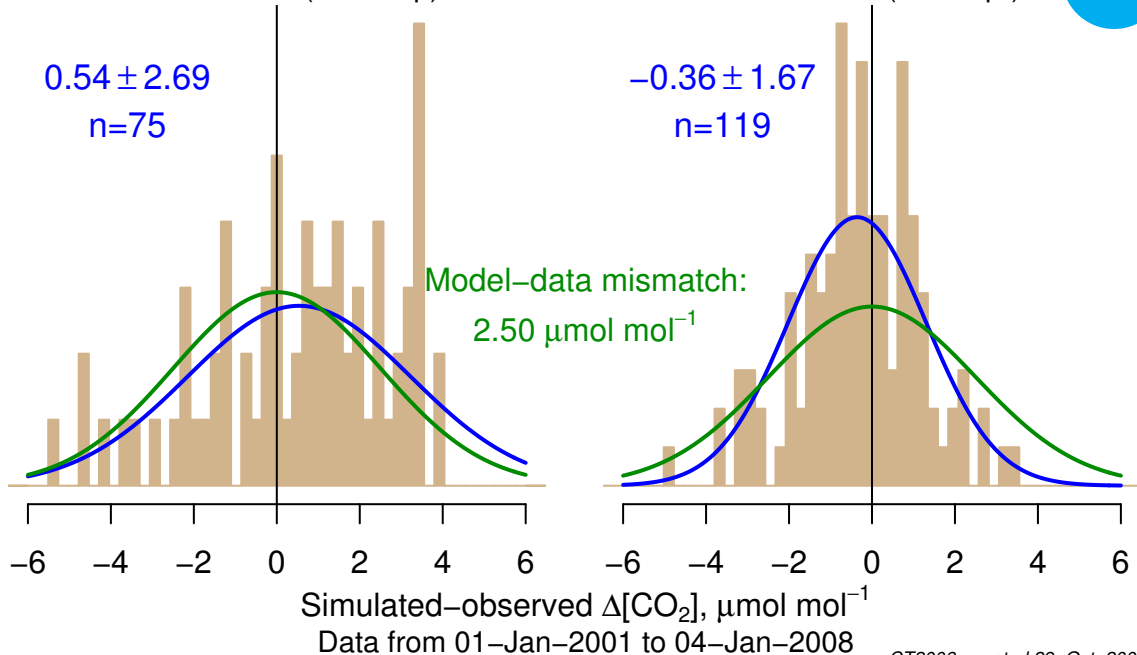 0.54 ± 2.69
n=75
−0.36 ± 1.67
n=119
Model−data mismatch:
2.50 μmol mol⁻¹
−6 −4 −2 0 2 4 6
−6 −4 −2 0 2 4 6
Simulated−observed Δ[CO₂], μmol mol⁻¹
Data from 01−Jan−2001 to 04−Jan−2008